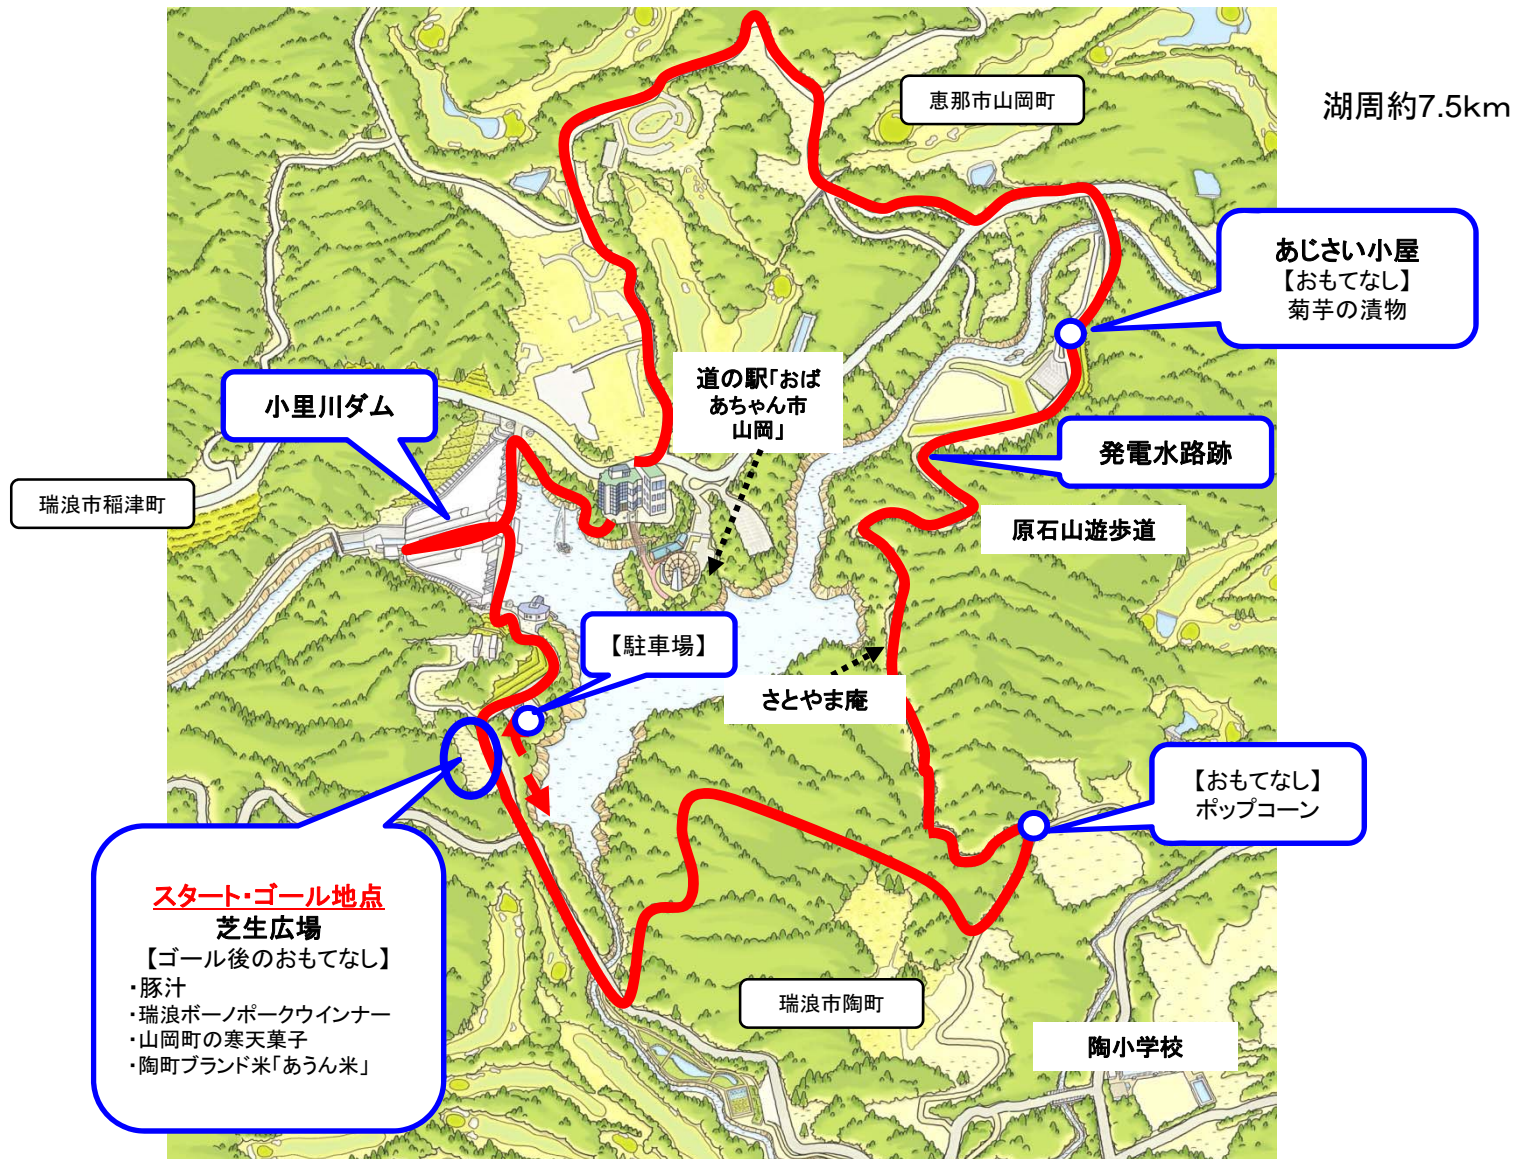 湖周約7.5km
恵那市山岡町
あじさい小屋
【おもてなし】
菊芋の漬物
道の駅「おば
あちゃん市
山岡」
小里川ダム
発電水路跡
瑞浪市稲津町
原石山遊歩道
【駐車場】
さとやま庵
【おもてなし】
ポップコーン
スタート・ゴール地点
芝生広場
【ゴール後のおもてなし】
・豚汁
・瑞浪ボーノポークウインナー
・山岡町の寒天菓子
・陶町ブランド米「あうん米」
瑞浪市陶町
陶小学校